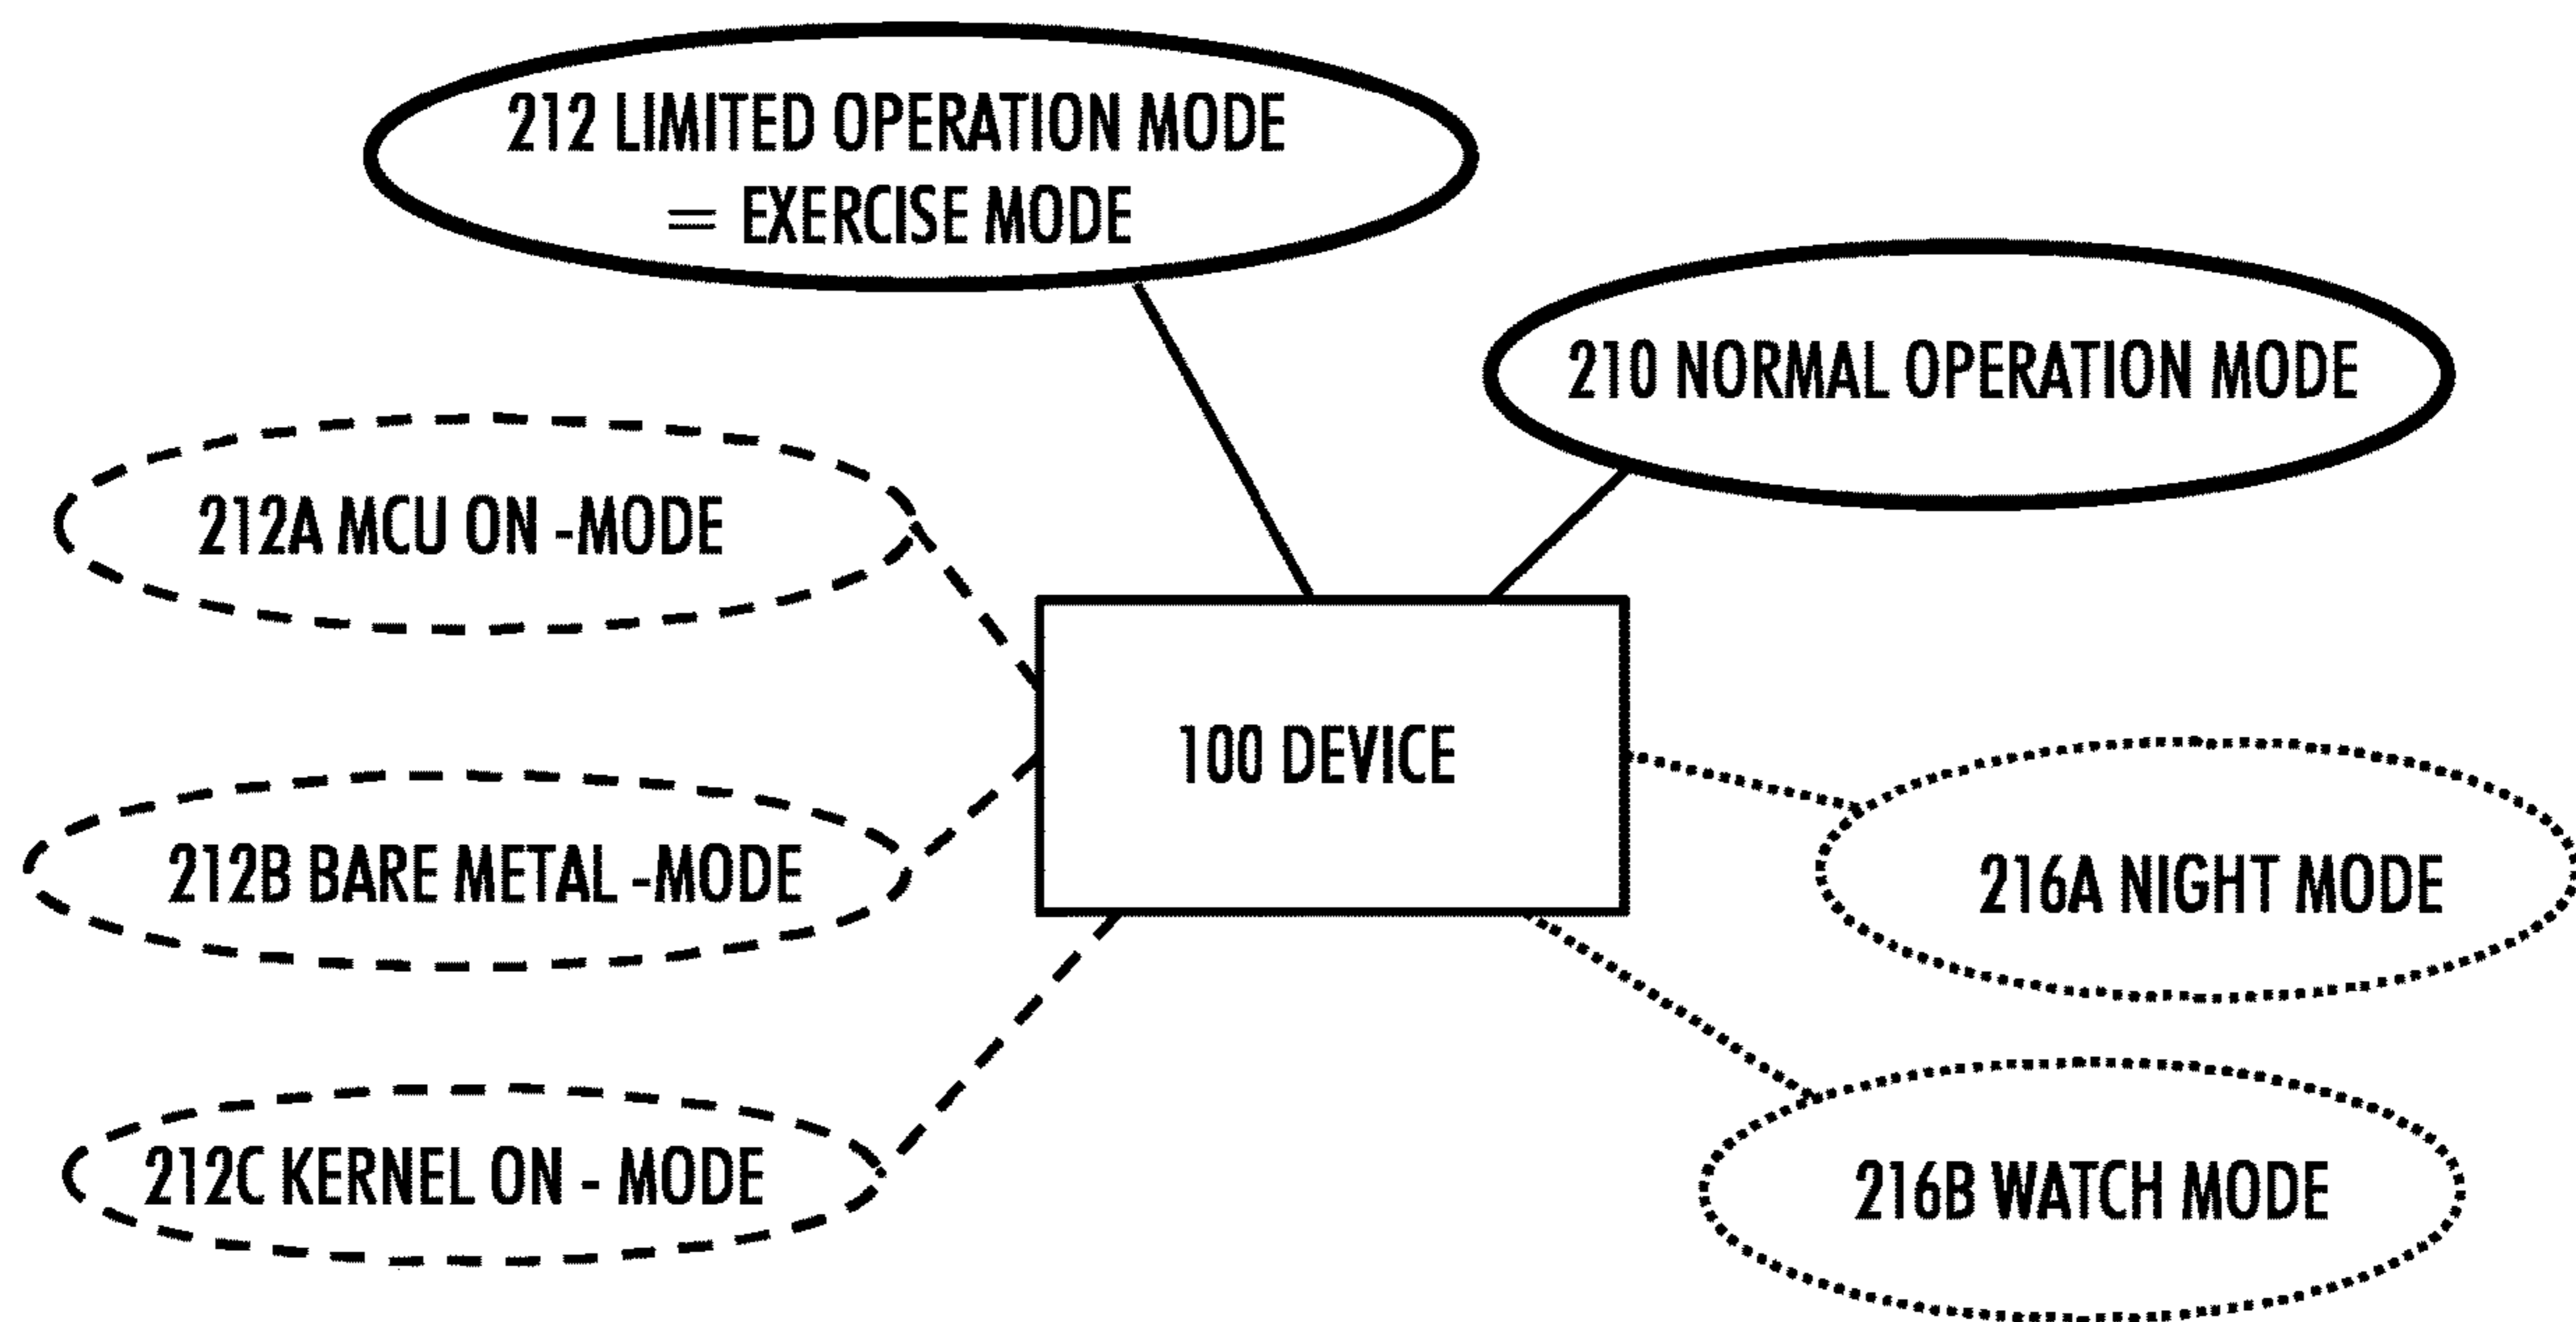 212 LIMITED OPERATION MODE
= EXERCISE MODE
210 NORMAL OPERATION MODE
212A MCU ON -MODE
100 DEVICE
212B BARE METAL -MODE
216A NIGHT MODE
212C KERNEL ON - MODE
216B WATCH MODE